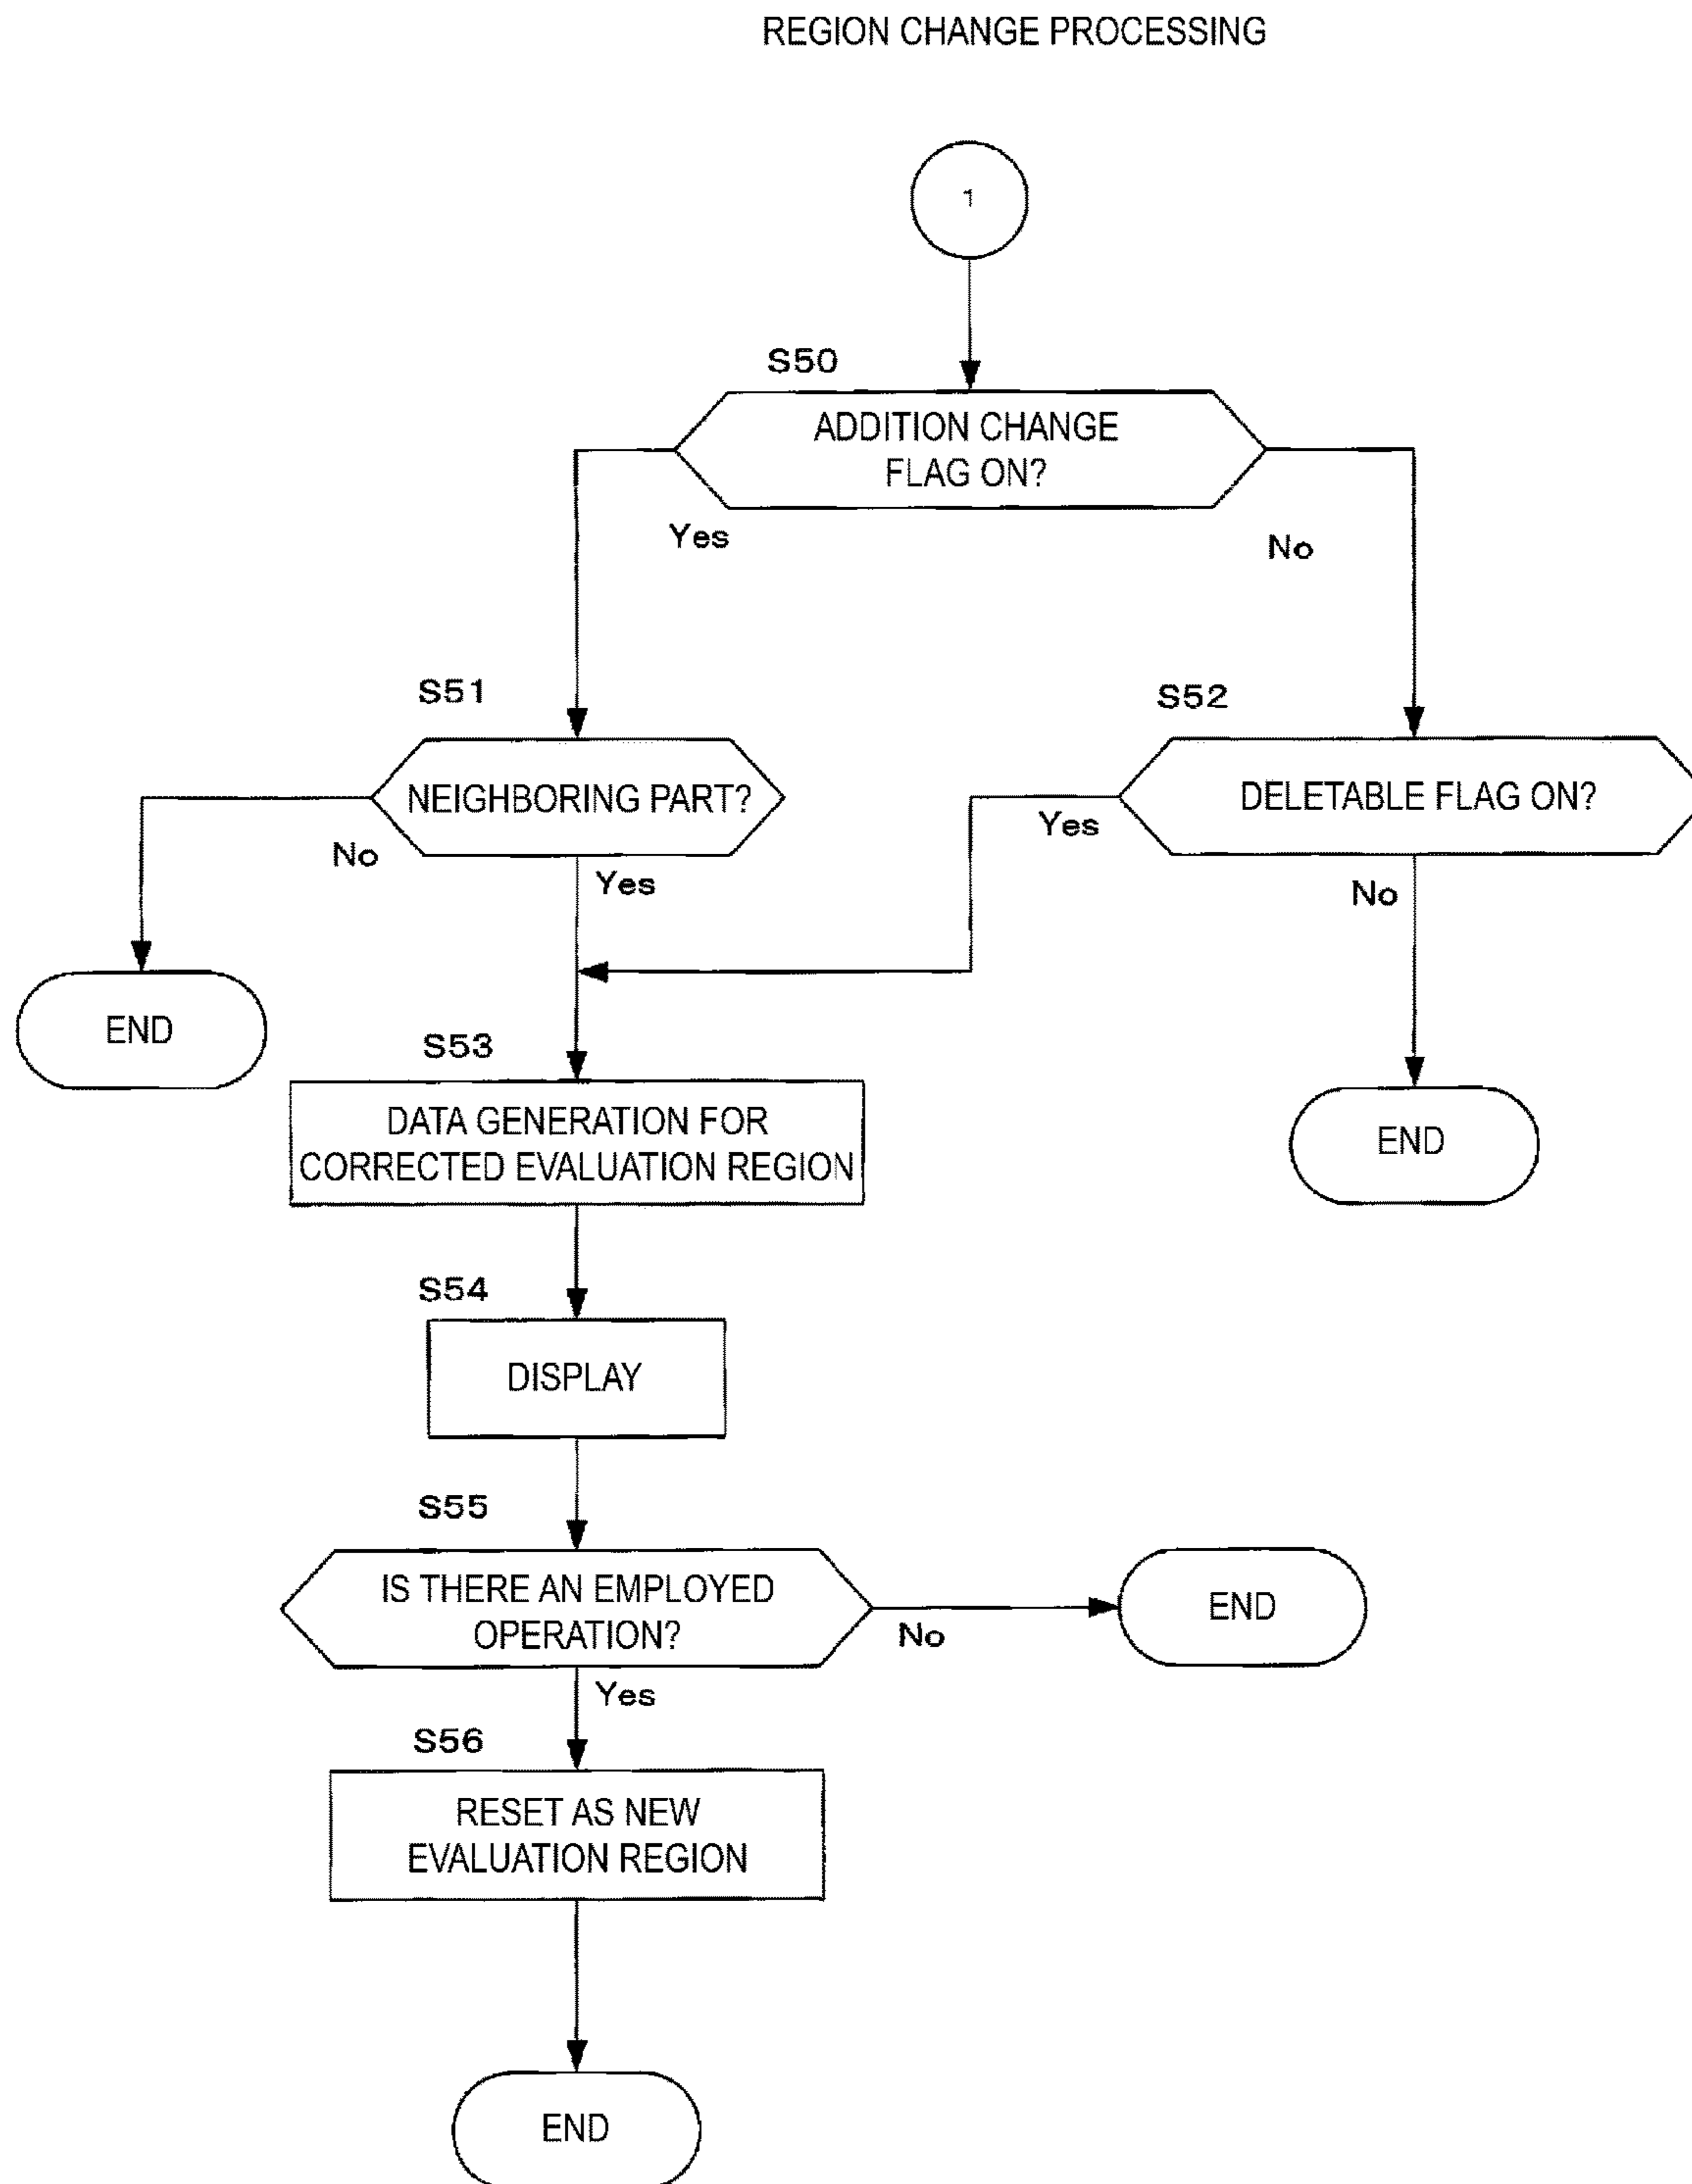 REGION CHANGE PROCESSING
1
S50
ADDITION CHANGE
FLAG ON?
Yes
No
S51
NEIGHBORING PART?
No
Yes
S52
DELETABLE FLAG ON?
Yes
No
END
S53
DATA GENERATION FOR
CORRECTED EVALUATION REGION
END
S54
DISPLAY
S55
IS THERE AN EMPLOYED
OPERATION?
No
END
Yes
S56
RESET AS NEW
EVALUATION REGION
END